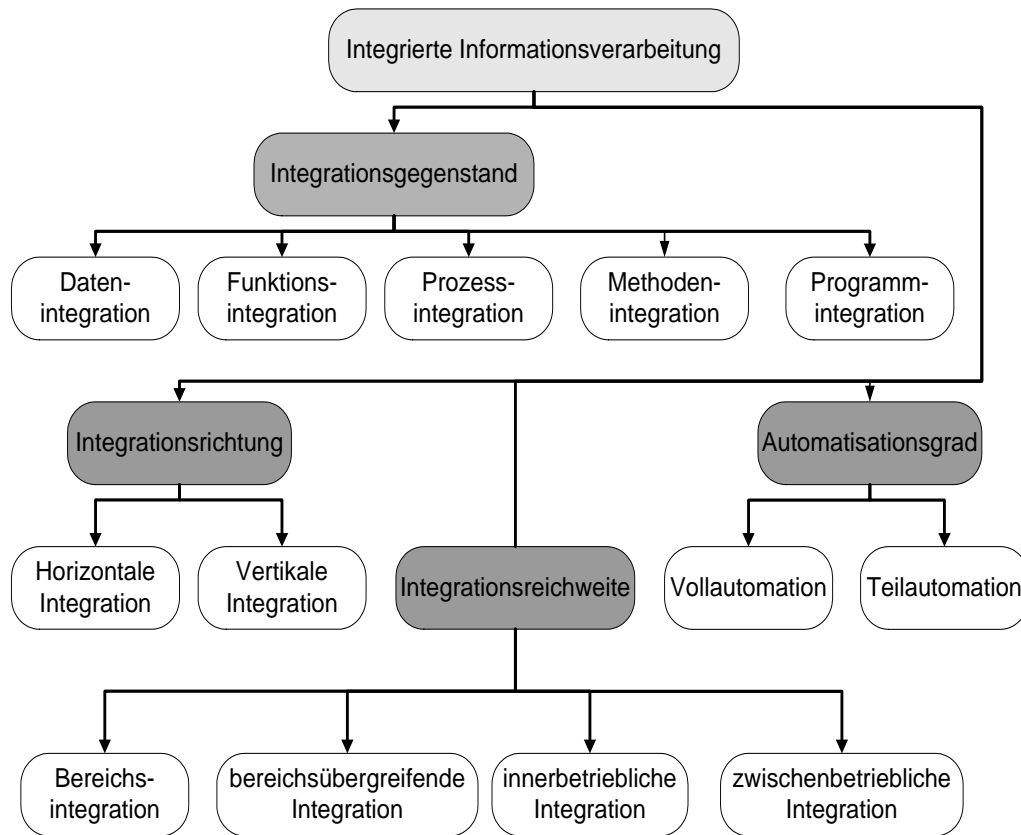 Integrierte Informationsverarbeitung
Integrationsgegenstand
Daten-
integration
Funktions-
integration
Prozess-
integration
Methoden-
integration
Programm-
integration
Integrationsrichtung
Automatisationsgrad
Horizontale
Integration
Vertikale
Integration
Integrationsreichweite
Vollautomation
Teilautomation
Bereichs-
integration
bereichsübergreifende
Integration
innerbetriebliche
Integration
zwischenbetriebliche
Integration